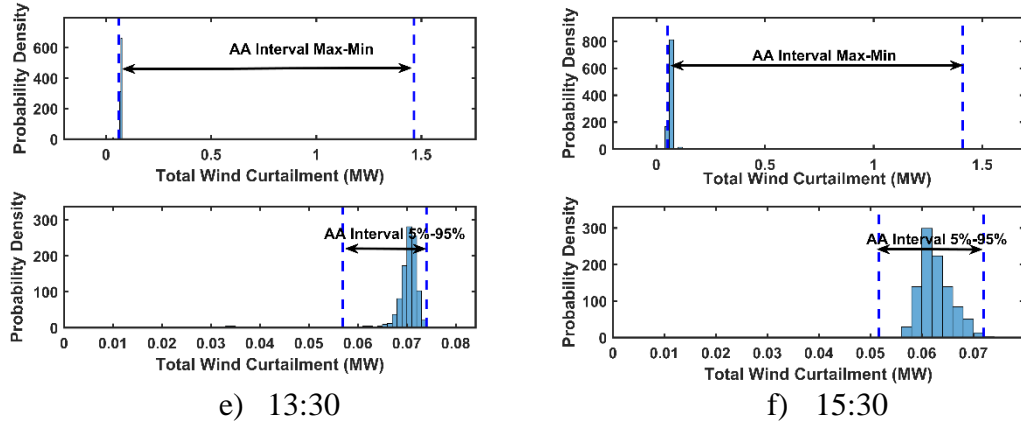 Probability Density
600
400
200
0
AA Interval Max-Min
0 0.5 1 1.5
Total Wind Curtailment (MW)
Probability Density
300
200
100
0
AA Interval 5%-95%
0 0.01 0.02 0.03 0.04 0.05 0.06 0.07 0.08
Total Wind Curtailment (MW)
e) 13:30
Probability Density
800
600
400
200
0
AA Interval Max-Min
0 0.5 1 1.5
Total Wind Curtailment (MW)
Probability Density
300
200
100
0
AA Interval 5%-95%
0 0.01 0.02 0.03 0.04 0.05 0.06 0.07
Total Wind Curtailment (MW)
f) 15:30